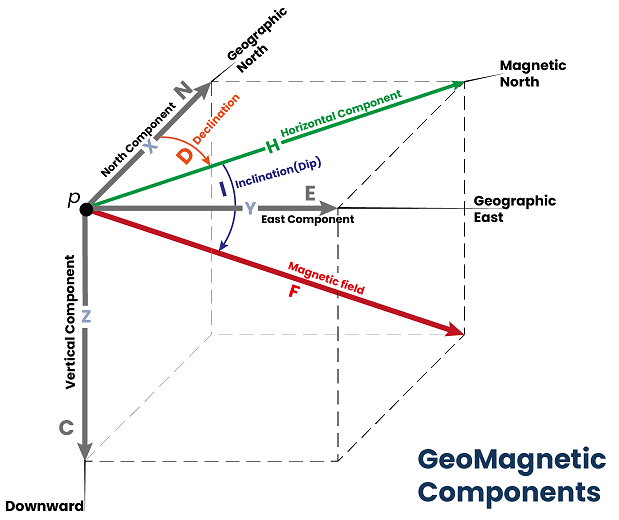 Geographic
North
Magnetic
North
N
North Component
X
D
Declination
H
Horizontal Component
I
Inclination(Dip)
p
E
Y
East Component
Geographic
East
Magnetic field
F
Vertical Component
Z
C
Downward
GeoMagnetic
Components